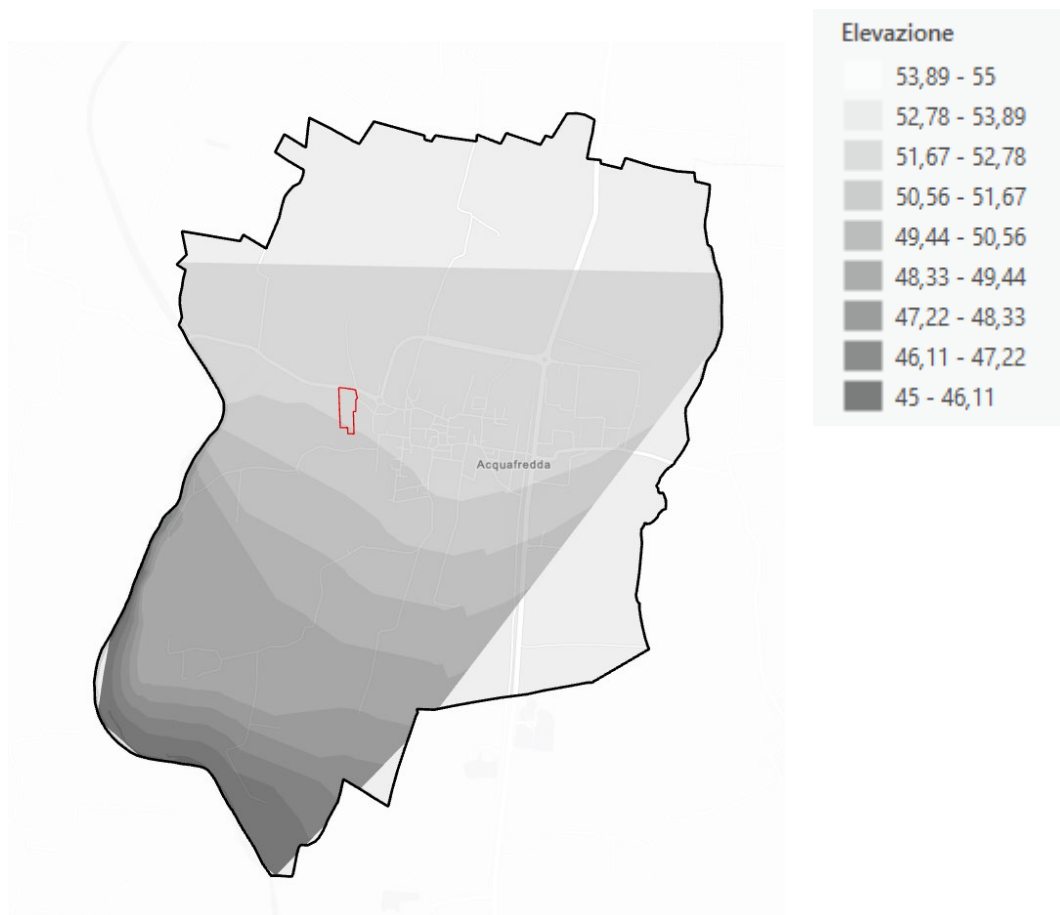 Elevazione
53,89 - 55
52,78 - 53,89
51,67 - 52,78
50,56 - 51,67
49,44 - 50,56
48,33 - 49,44
47,22 - 48,33
46,11 - 47,22
45 - 46,11
Acquafredda